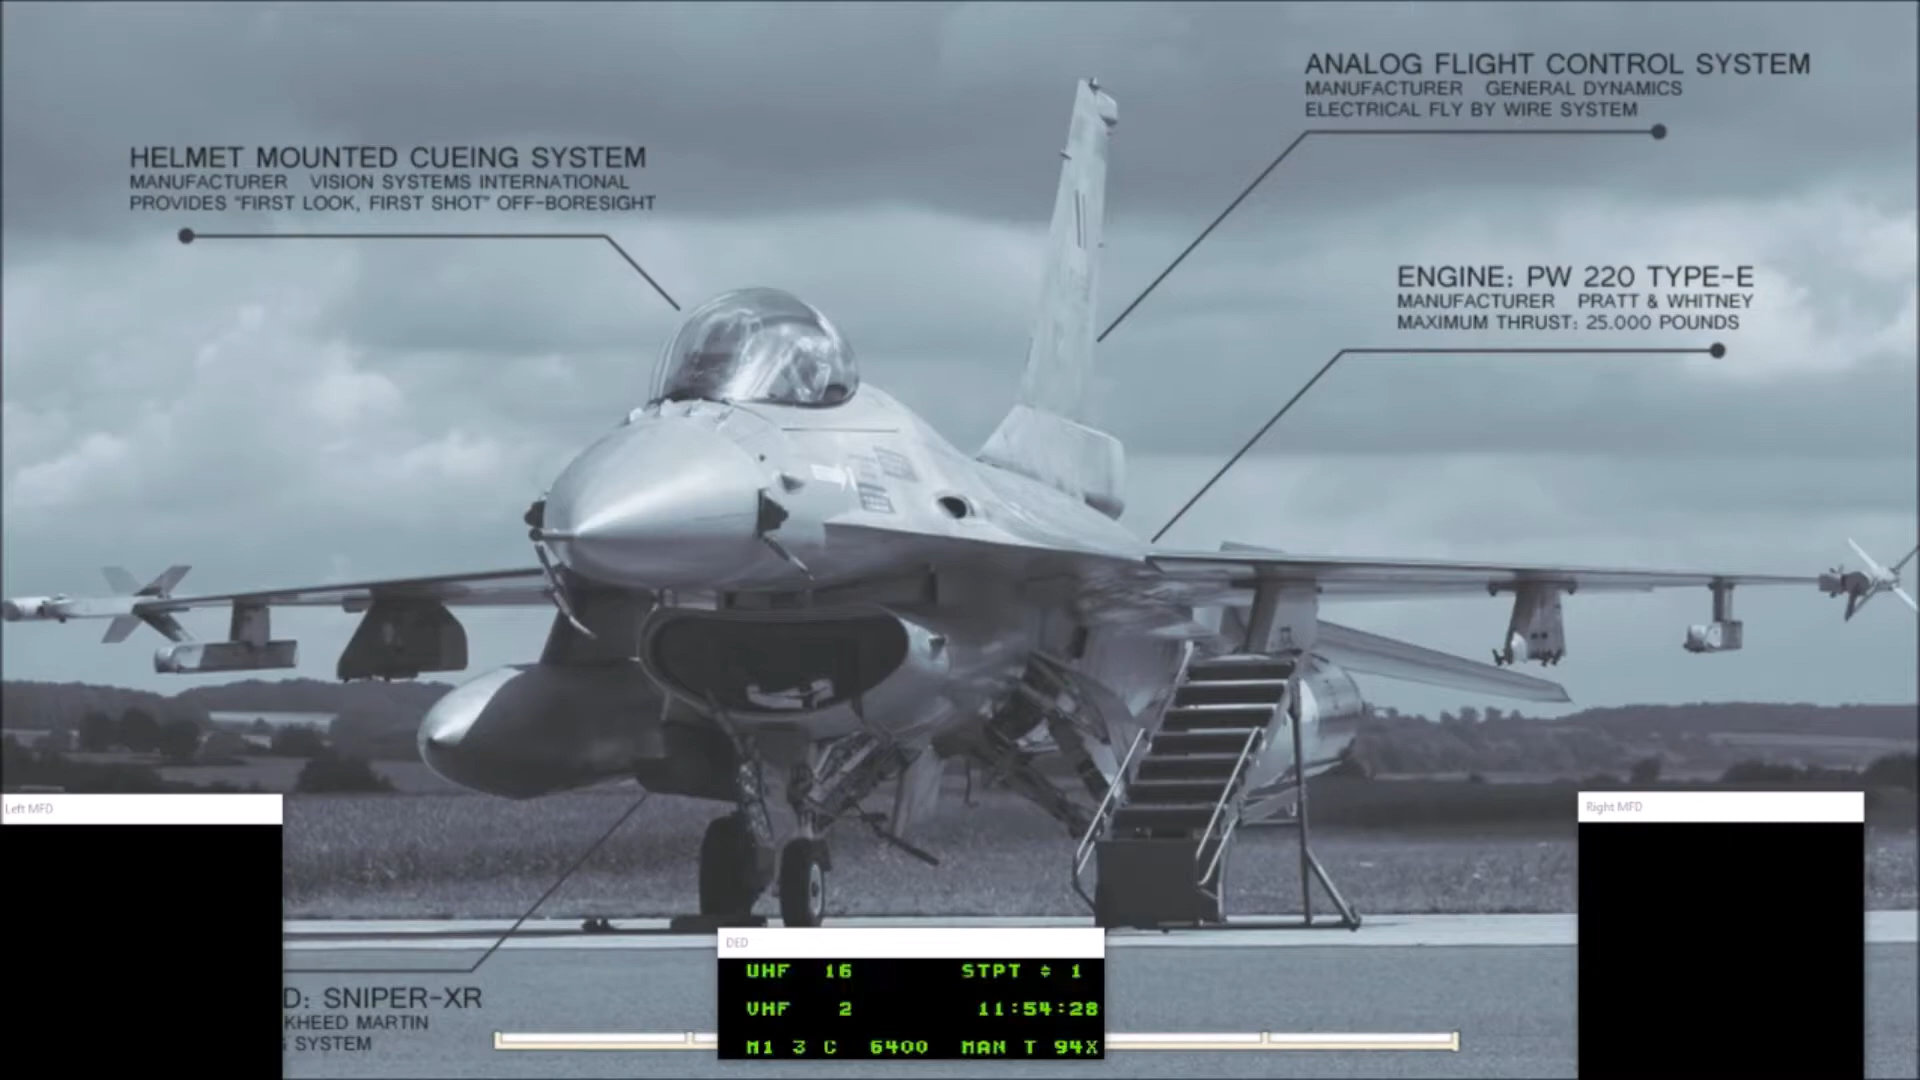 ANALOG FLIGHT CONTROL SYSTEM
MANUFACTURER GENERAL DYNAMICS
ELECTRICAL FLY BY WIRE SYSTEM
HELMET MOUNTED CUEING SYSTEM
MANUFACTURER VISION SYSTEMS INTERNATIONAL
PROVIDES "FIRST LOOK, FIRST SHOT" OFF-BORESIGHT
ENGINE: PW 220 TYPE-E
MANUFACTURER PRATT & WHITNEY
MAXIMUM THRUST: 25.000 POUNDS
Left MFD
Right MFD
D: SNIPER-XR
KHEED MARTIN
SYSTEM
DED
UHF 16 STPT ÷ 1
VHF 2 11:54:28
M1 3 C 6400 MAN T 94X